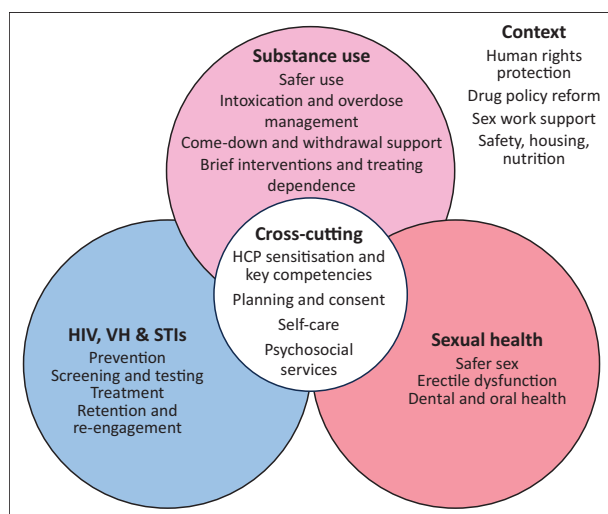 Context
Human rights
protection
Drug policy reform
Sex work support
Safety, housing,
nutrition
Substance use
Safer use
Intoxication and overdose
management
Come-down and withdrawal support
Brief interventions and treating
dependence
Cross-cutting
HCP sensitisation and
key competencies
Planning and consent
Self-care
Psychosocial
services
HIV, VH & STIs
Prevention
Screening and testing
Treatment
Retention and
re-engagement
Sexual health
Safer sex
Erectile dysfunction
Dental and oral health